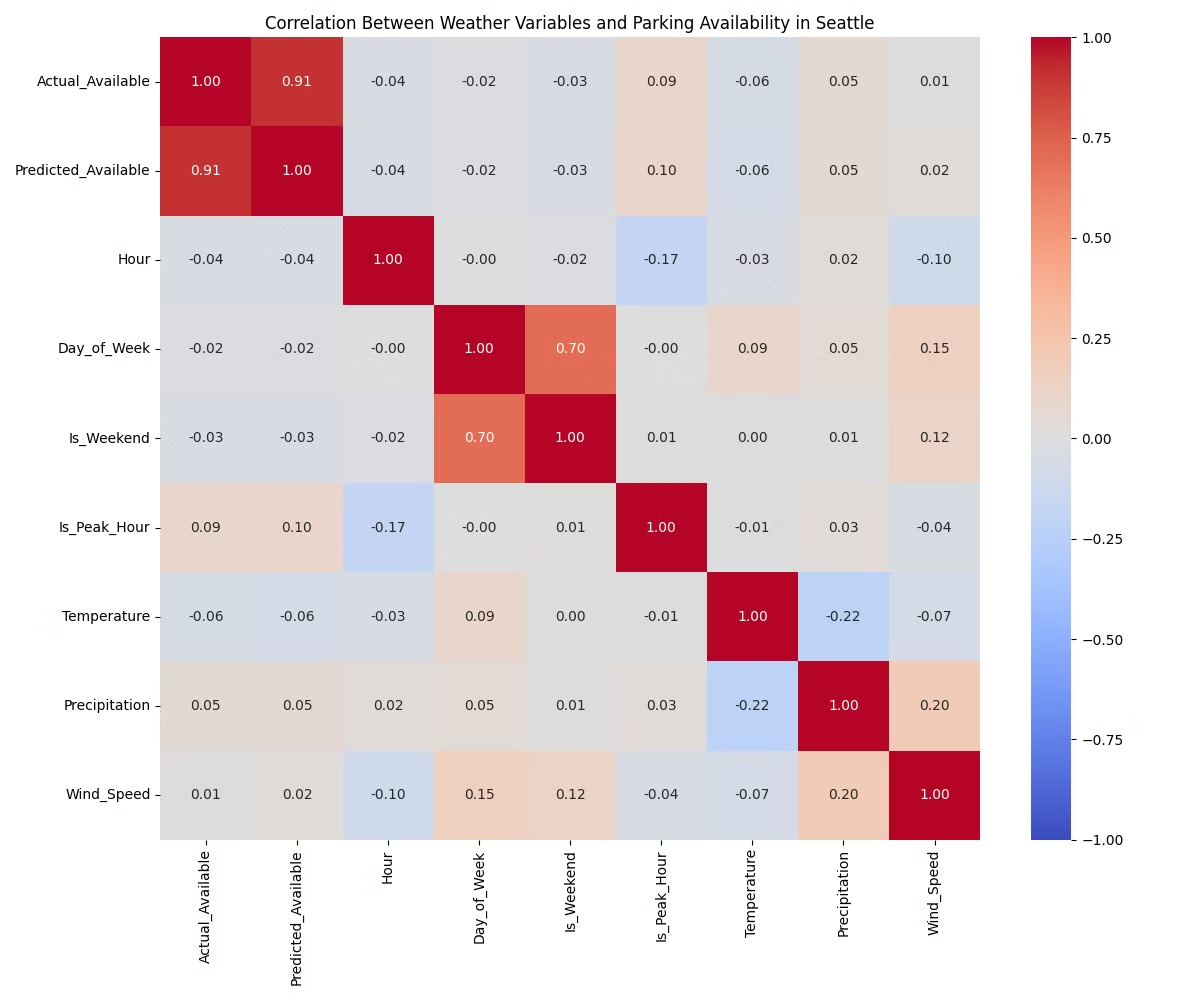 Correlation Between Weather Variables and Parking Availability in Seattle
Actual_Available 1.00 0.91 -0.04 -0.02 -0.03 0.09 -0.06 0.05 0.01
Predicted_Available 0.91 1.00 -0.04 -0.02 -0.03 0.10 -0.06 0.05 0.02
Hour -0.04 -0.04 1.00 -0.00 -0.02 -0.17 -0.03 0.02 -0.10
Day_of_Week -0.02 -0.02 -0.00 1.00 0.70 -0.00 0.09 0.05 0.15
Is_Weekend -0.03 -0.03 -0.02 0.70 1.00 0.01 0.00 0.01 0.12
Is_Peak_Hour 0.09 0.10 -0.17 -0.00 0.01 1.00 -0.01 0.03 -0.04
Temperature -0.06 -0.06 -0.03 0.09 0.00 -0.01 1.00 -0.22 -0.07
Precipitation 0.05 0.05 0.02 0.05 0.01 0.03 -0.22 1.00 0.20
Wind_Speed 0.01 0.02 -0.10 0.15 0.12 -0.04 -0.07 0.20 1.00
Actual_Available
Predicted_Available
Hour
Day_of_Week
Is_Weekend
Is_Peak_Hour
Temperature
Precipitation
Wind_Speed
1.00
0.75
0.50
0.25
0.00
−0.25
−0.50
−0.75
−1.00